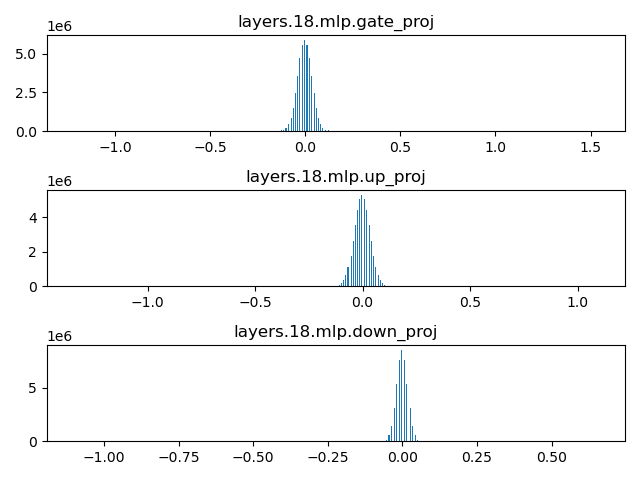 layers.18.mlp.gate_proj
1e6
5.0
2.5
0.0
−1.0 −0.5 0.0 0.5 1.0 1.5
layers.18.mlp.up_proj
1e6
4
2
0
−1.0 −0.5 0.0 0.5 1.0
layers.18.mlp.down_proj
1e6
5
0
−1.00 −0.75 −0.50 −0.25 0.00 0.25 0.50